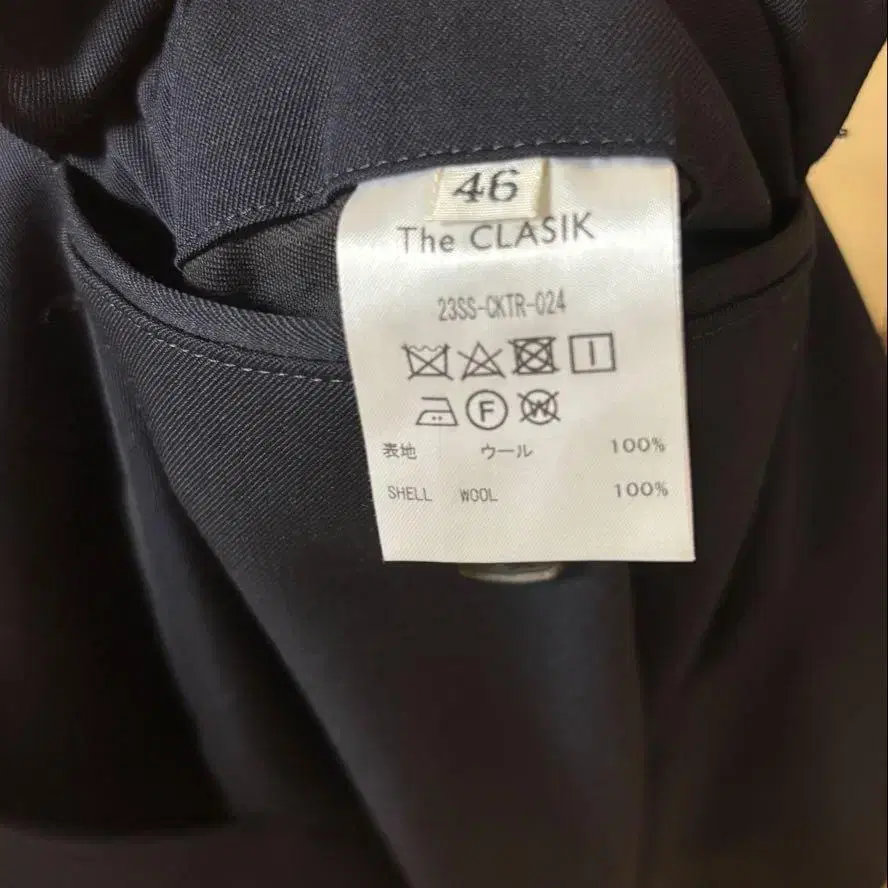 46
The CLASIK
23SS-CKTR-024
F W
表地 ウール 100%
SHELL WOOL 100%